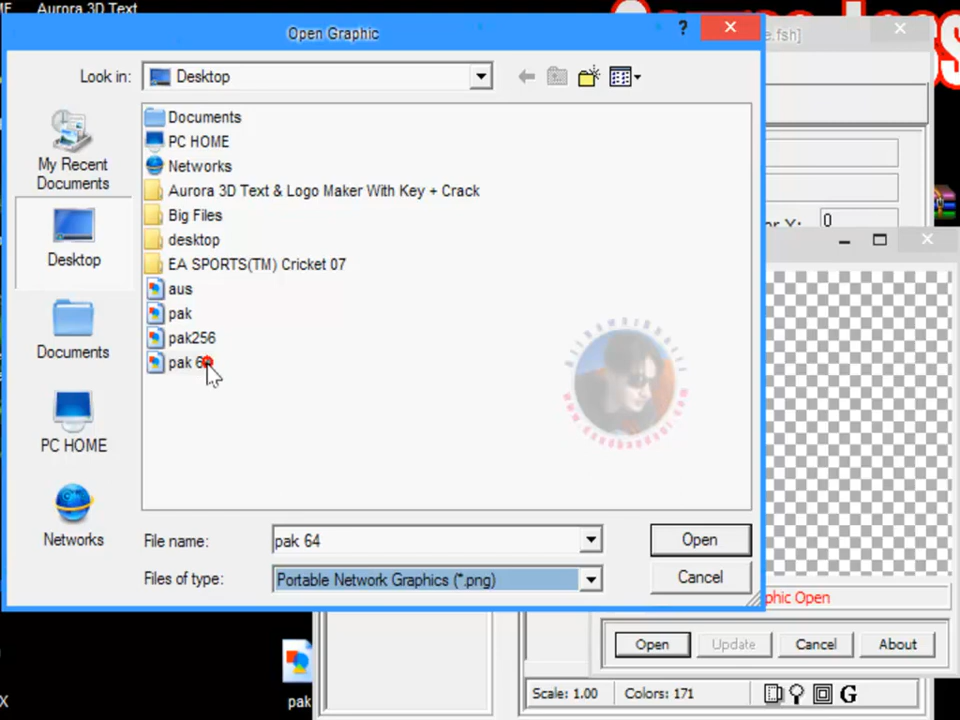 Aurora 3D Text
Open Graphic
?
.fsh]
Look in:
Desktop
My Recent
Documents
Desktop
Documents
PC HOME
Networks
Documents
PC HOME
Networks
Aurora 3D Text & Logo Maker With Key + Crack
Big Files
desktop
EA SPORTS(TM) Cricket 07
aus
pak
pak256
pak
File name:
pak 64
Open
Files of type:
Portable Network Graphics (*.png)
Cancel
X:
0
phic Open
Open
Update
Cancel
About
Scale: 1.00
Colors: 171
G
pak
X